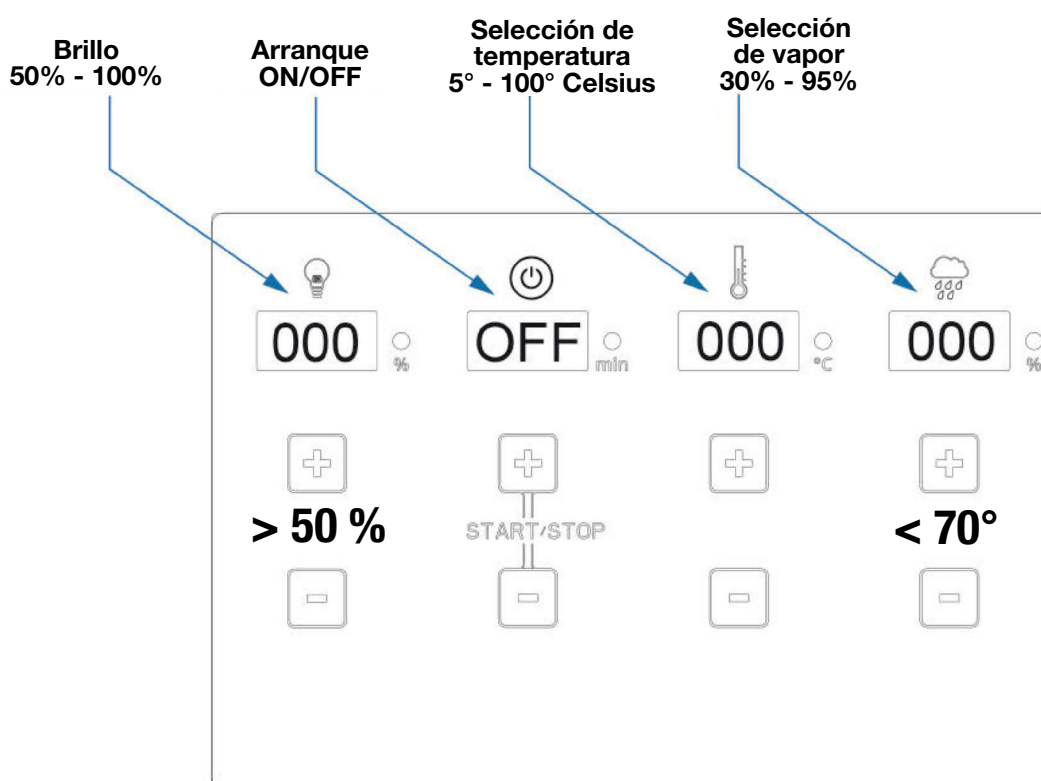 Brillo
50% - 100%
Arranque
ON/OFF
Selección de
temperatura
5° - 100° Celsius
Selección
de vapor
30% - 95%
000
%
OFF
min
000
°C
000
%
> 50 %
START/STOP
< 70°